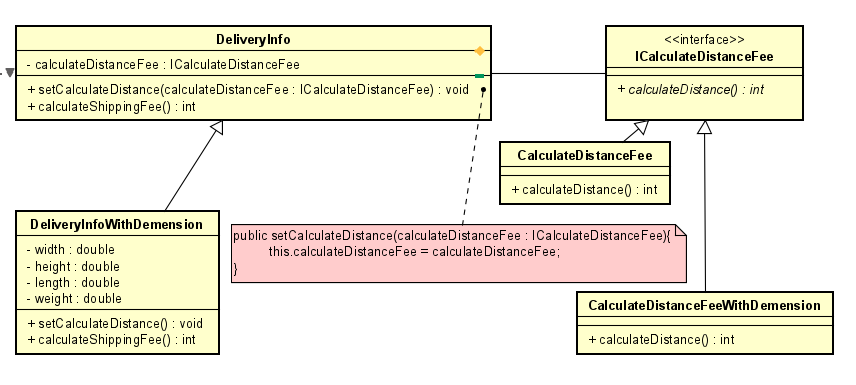 DeliveryInfo
- calculateDistanceFee : ICalculateDistanceFee
+ setCalculateDistance(calculateDistanceFee : ICalculateDistanceFee) : void
+ calculateShippingFee() : int
<<interface>>
ICalculateDistanceFee
+ calculateDistance() : int
CalculateDistanceFee
+ calculateDistance() : int
DeliveryInfoWithDemension
- width : double
- height : double
- length : double
- weight : double
+ setCalculateDistance() : void
+ calculateShippingFee() : int
public setCalculateDistance(calculateDistanceFee : ICalculateDistanceFee){
this.calculateDistanceFee = calculateDistanceFee;
}
CalculateDistanceFeeWithDemension
+ calculateDistance() : int